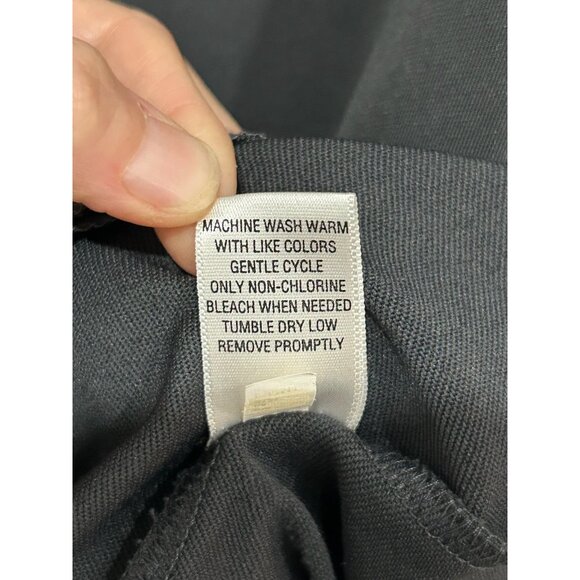 MACHINE WASH WARM
WITH LIKE COLORS
GENTLE CYCLE
ONLY NON-CHLORINE
BLEACH WHEN NEEDED
TUMBLE DRY LOW
REMOVE PROMPTLY